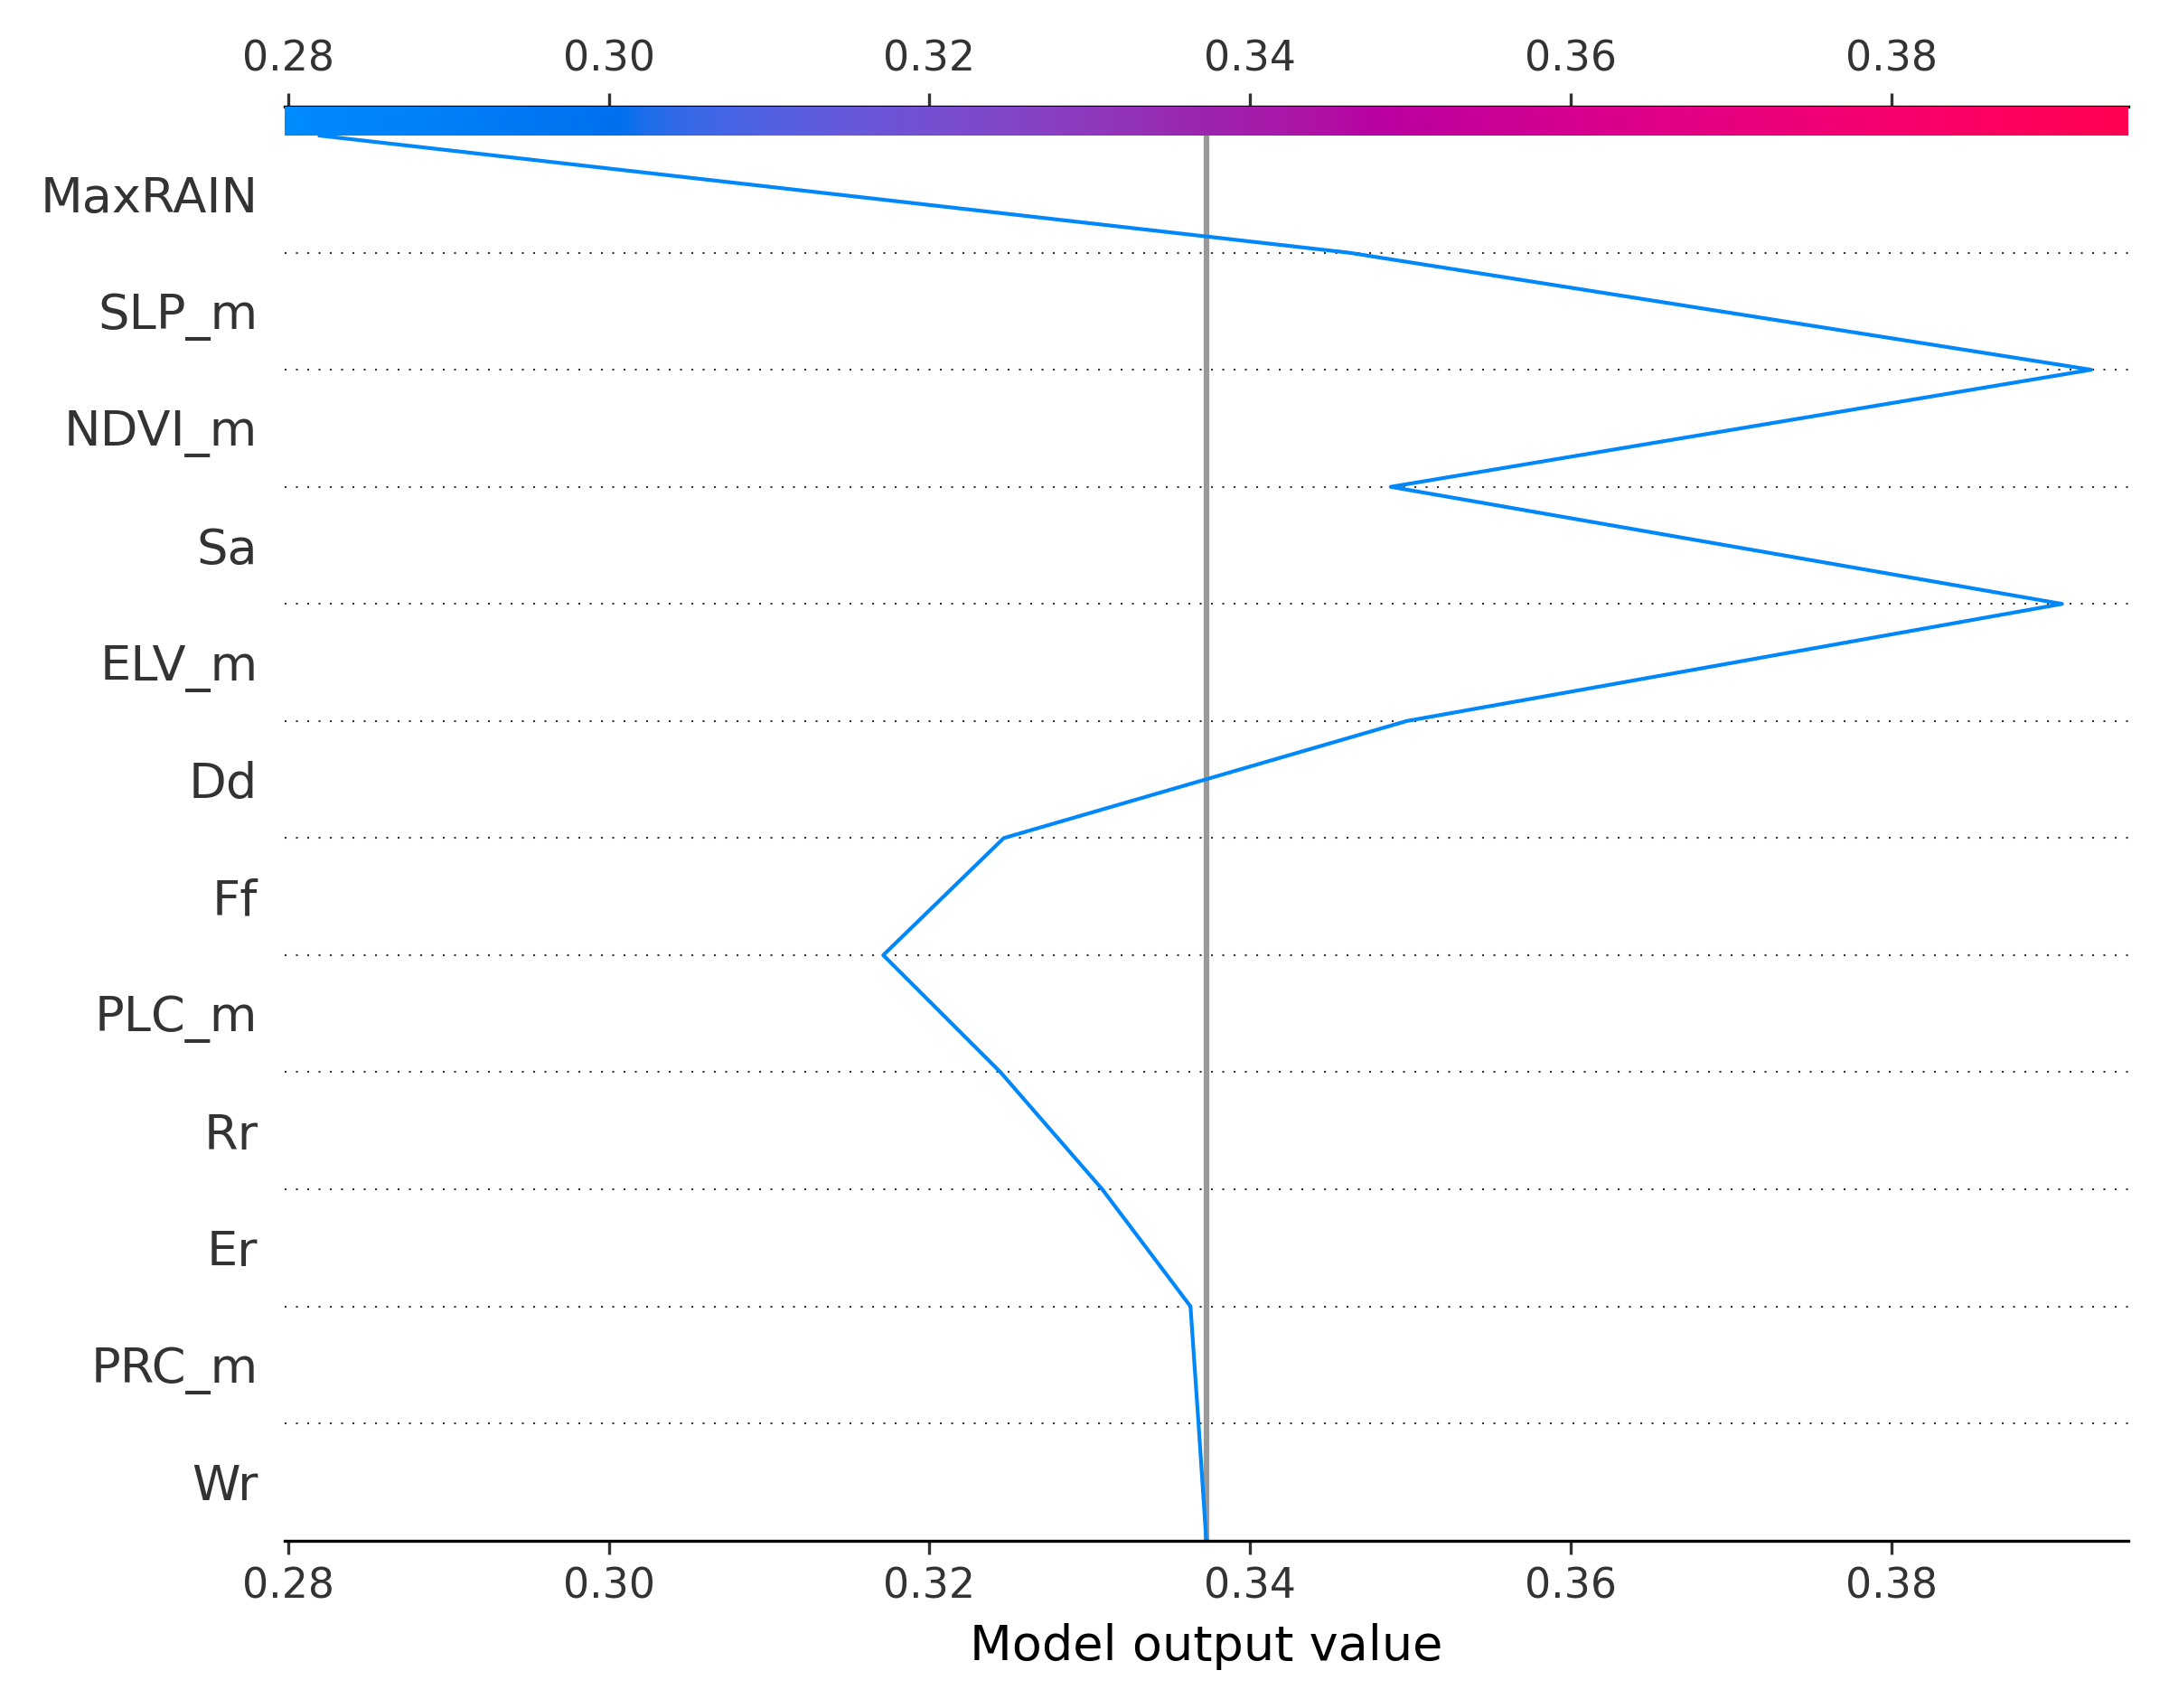 0.28 0.30 0.32 0.34 0.36 0.38
MaxRAIN
SLP_m
NDVI_m
Sa
ELV_m
Dd
Ff
PLC_m
Rr
Er
PRC_m
Wr
0.28 0.30 0.32 0.34 0.36 0.38
Model output value